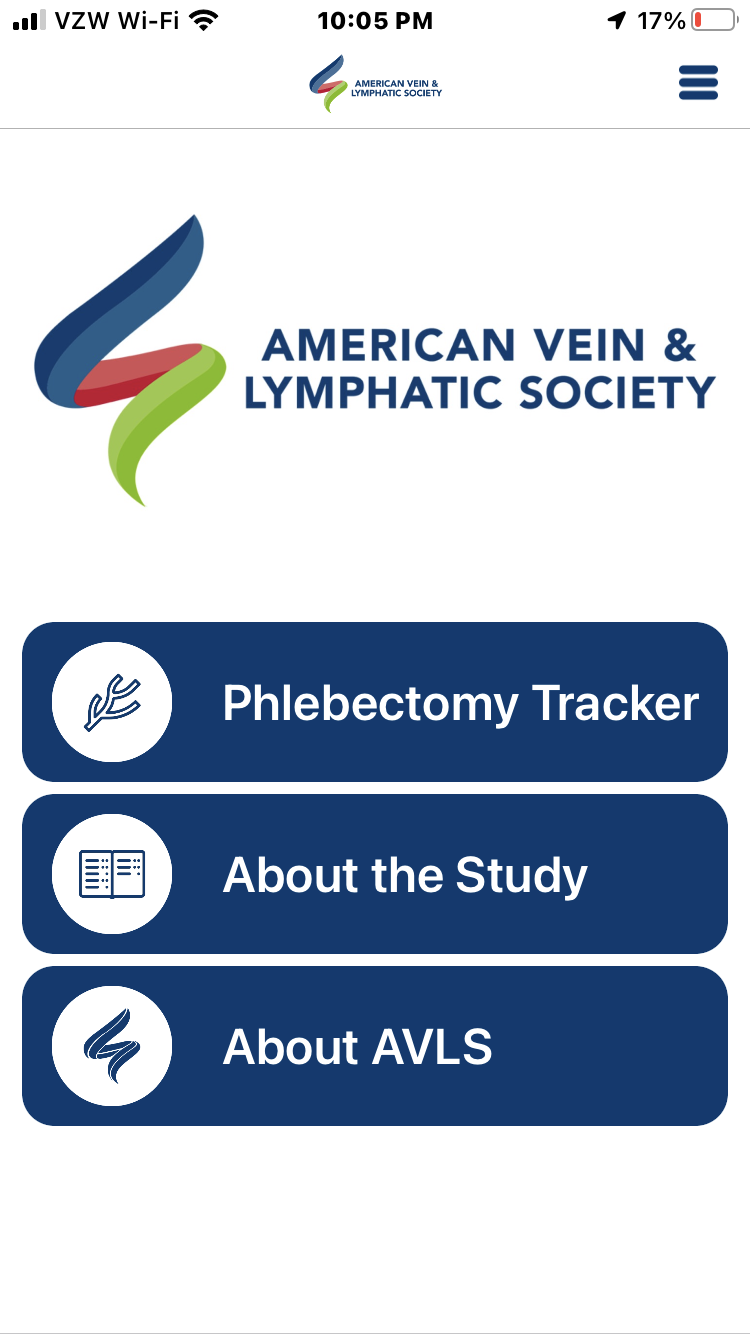 VZW Wi-Fi 10:05 PM 17%
AMERICAN VEIN &
LYMPHATIC SOCIETY
AMERICAN VEIN &
LYMPHATIC SOCIETY
Phlebectomy Tracker
About the Study
About AVLS